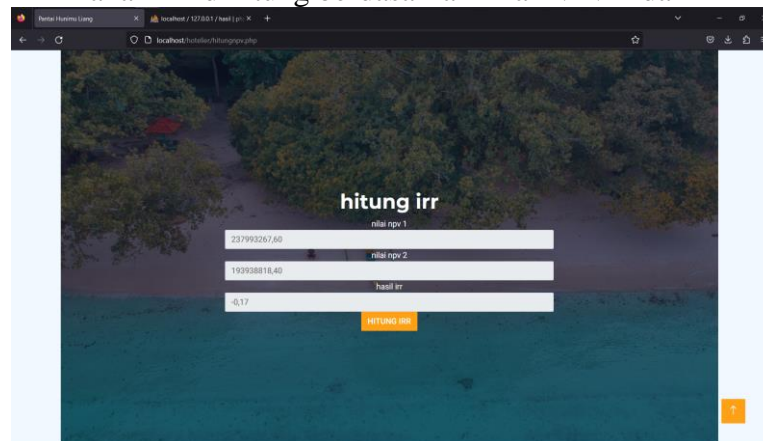 Pantai Hunimu Liang
localhost / 127.0.0.1 / hasil | ph
localhost/hotelier/hitungnpv.php
hitung irr
nilai npv 1
237993267,60
nilai npv 2
193938818,40
hasil irr
-0,17
HITUNG IRR